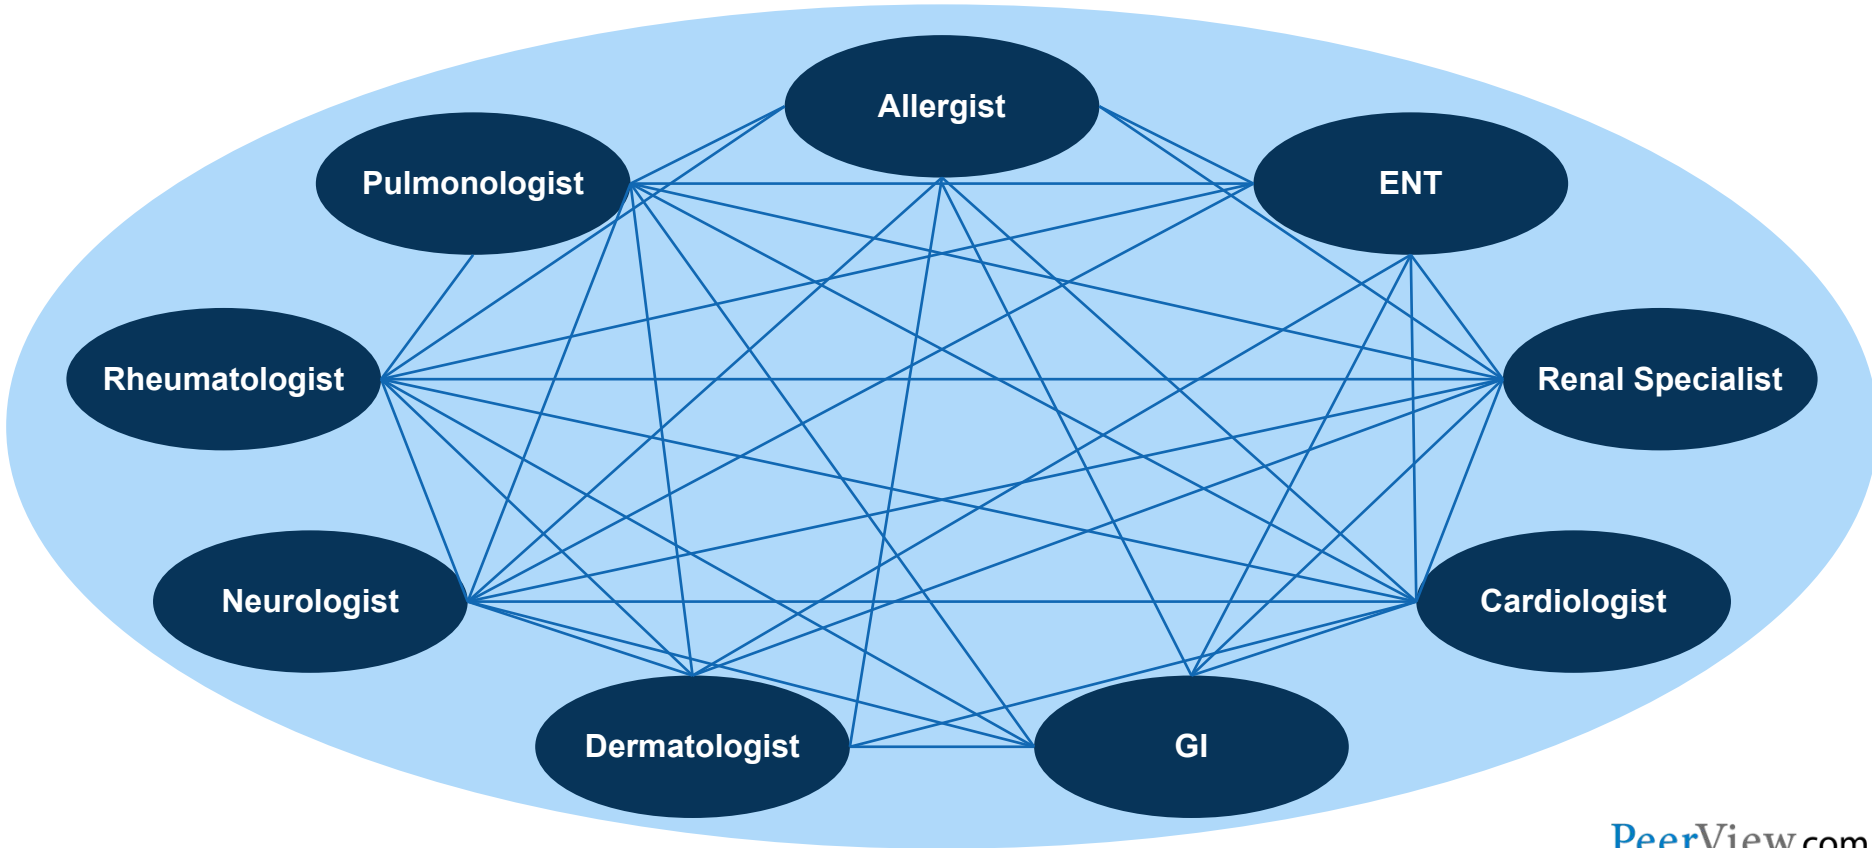 Allergist
Pulmonologist
ENT
Rheumatologist
Renal Specialist
Neurologist
Cardiologist
Dermatologist
GI
PeerView.com